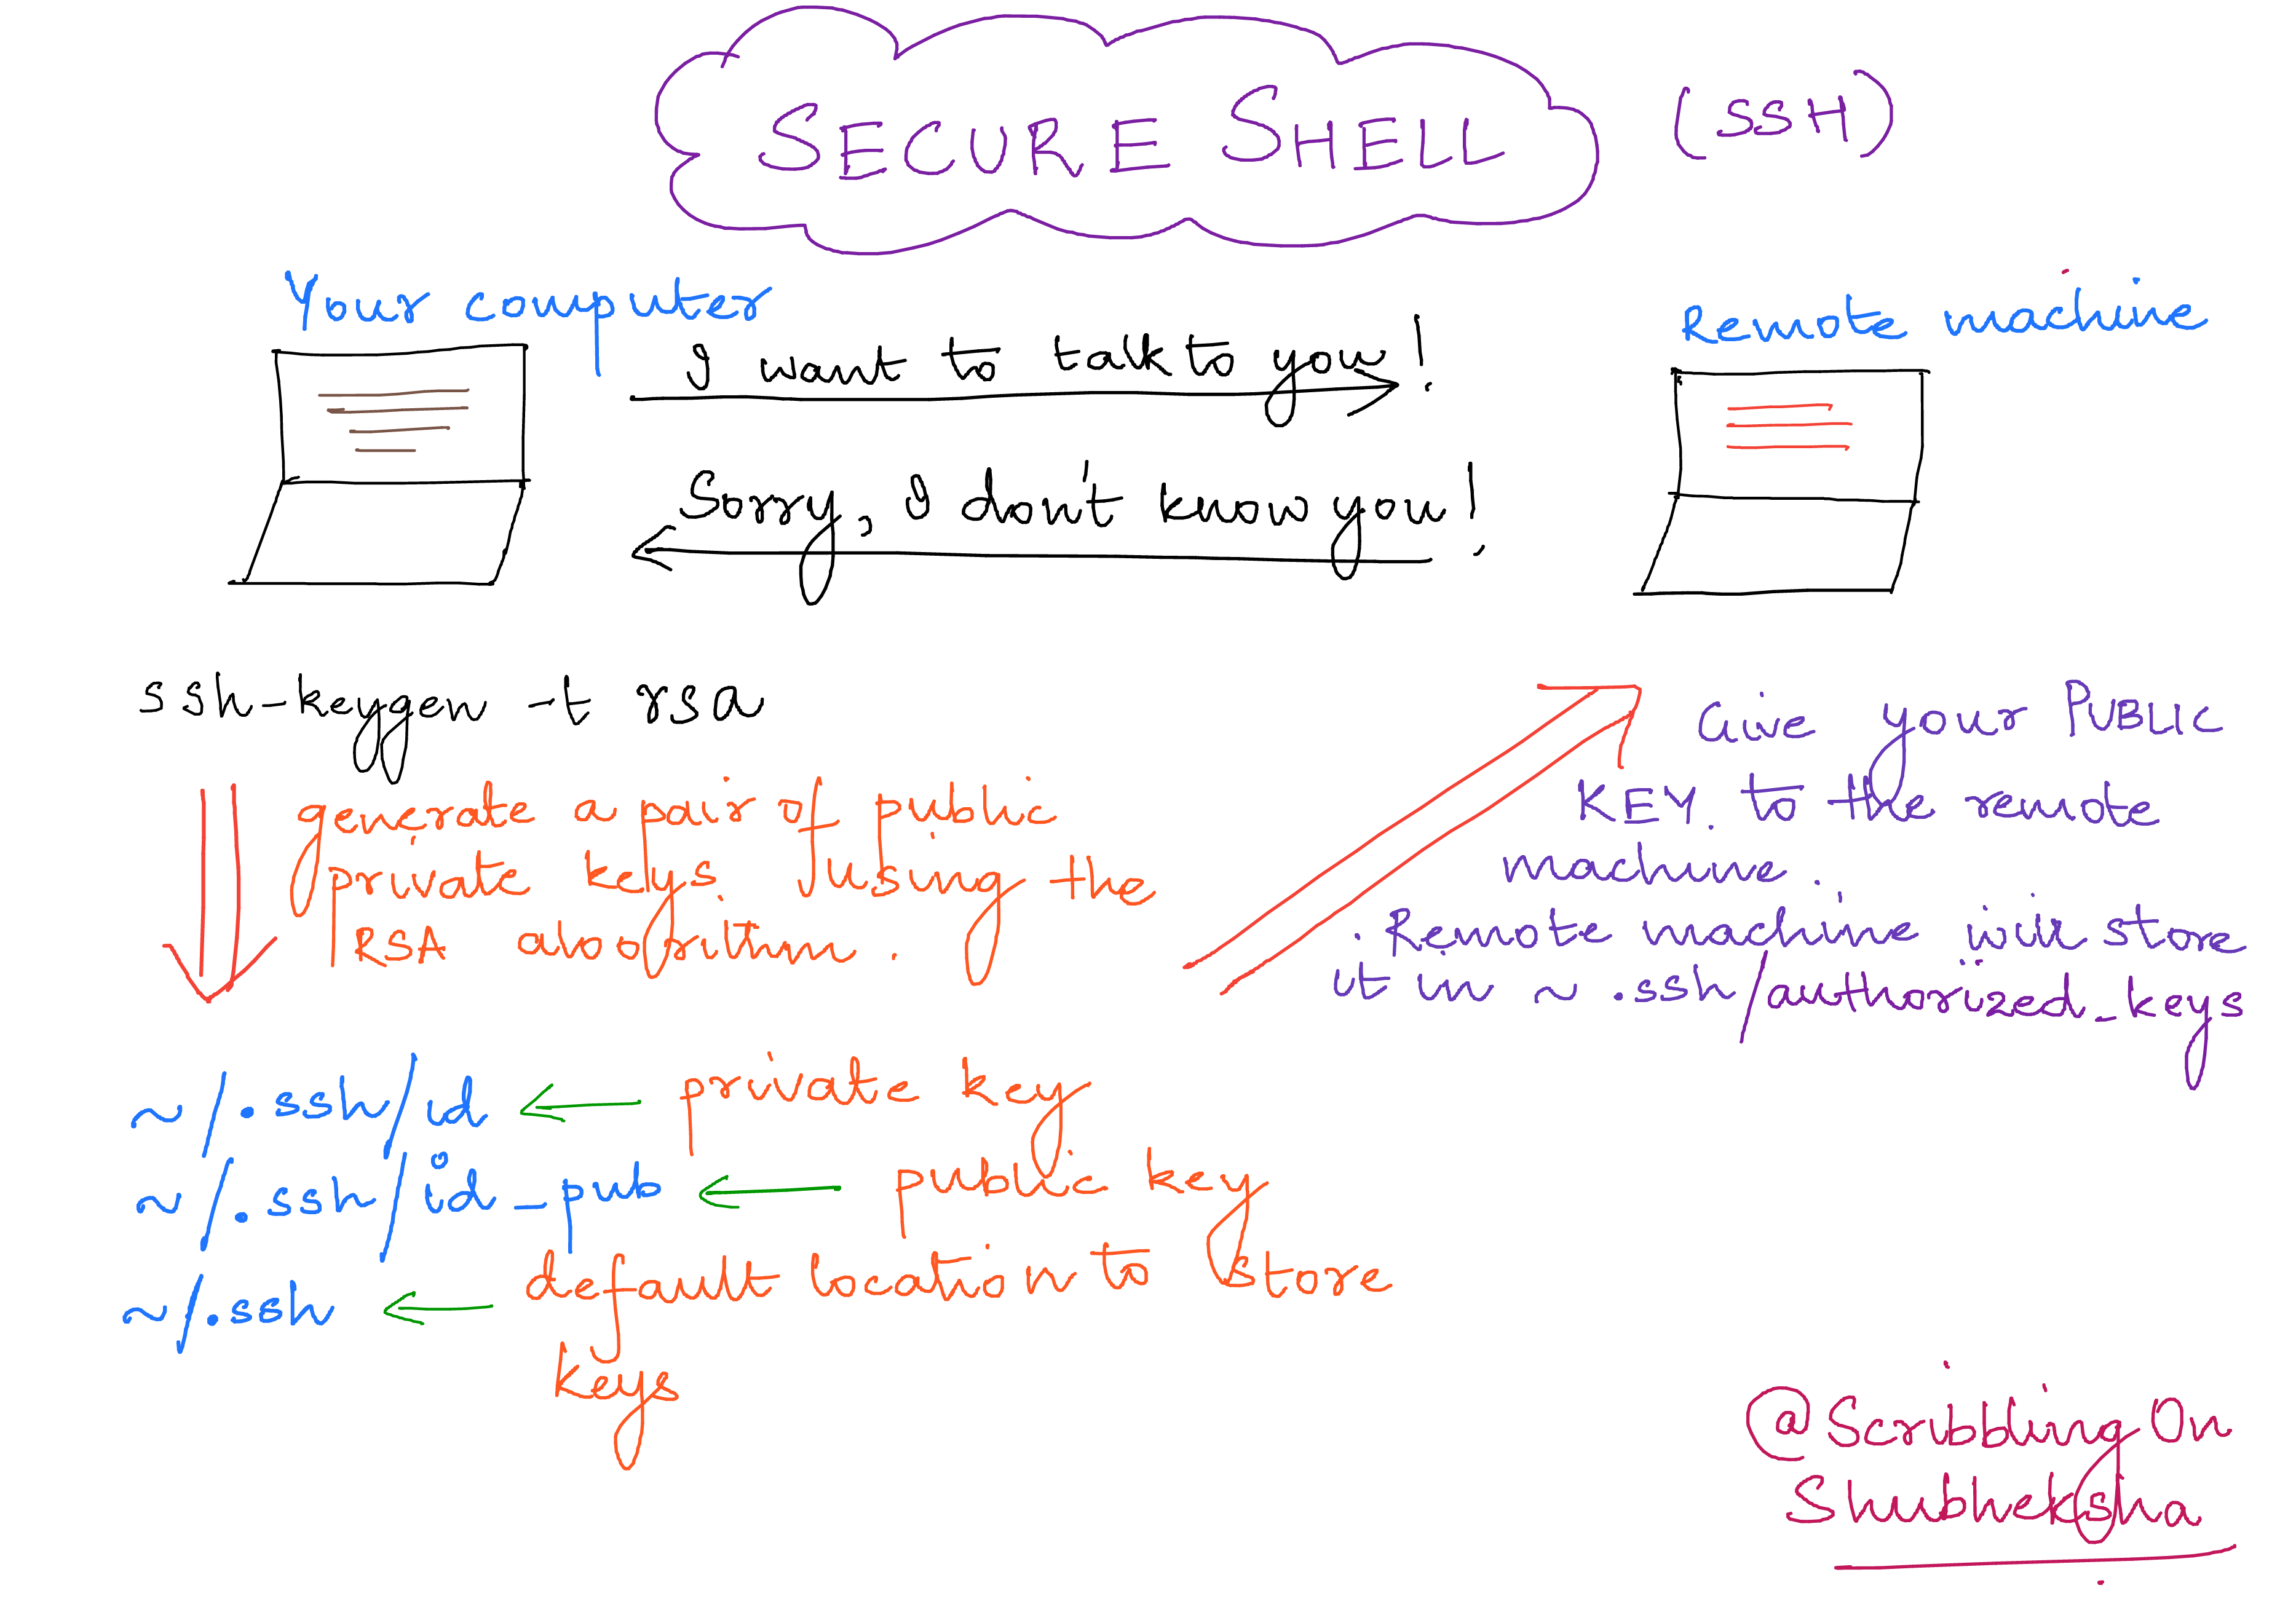 SECURE SHELL (SSH)
Your computer
Remote machine
I want to talk to you!
Sorry, I don't know you!
ssh-keygen -t rsa
generate a pair of public
private keys using the
RSA algorithm.
Give your PUBLIC
KEY to the remote
machine.
. Remote machine will store
it in ~ .ssh/authorized_keys
~/.ssh/id ← private key
~/.ssh/id_pub ← public key
~/.ssh ← default location to store
keys
@ScribblingOn
Shubheksha